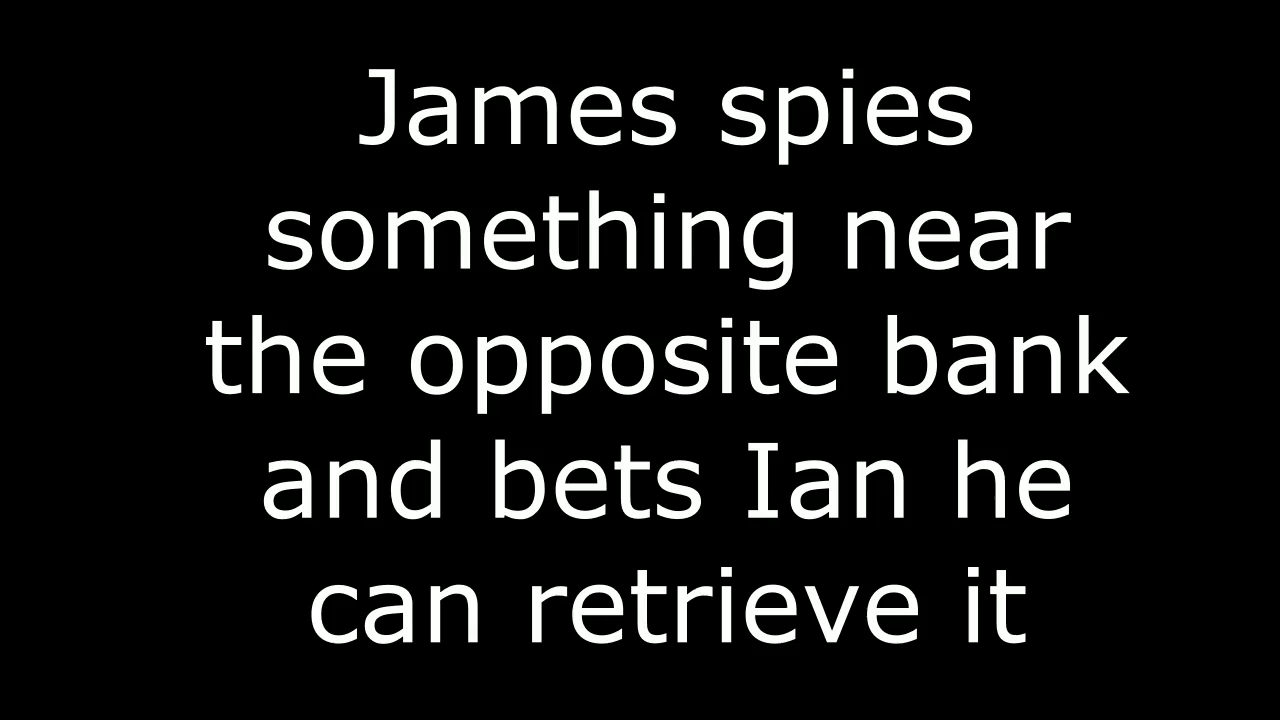 James spies
something near
the opposite bank
and bets Ian he
can retrieve it